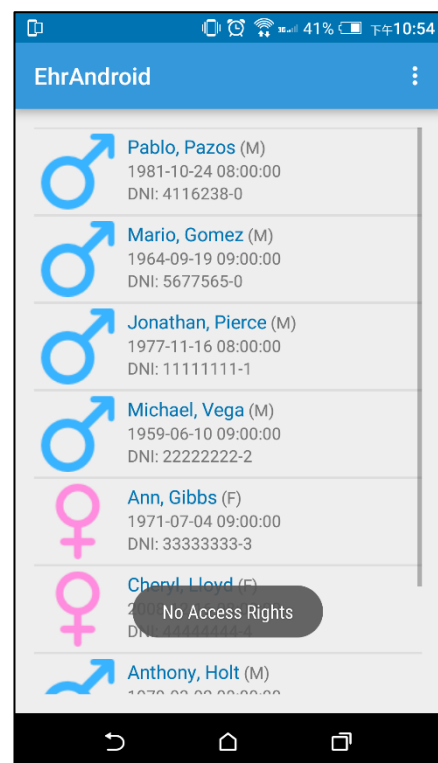 41% 下午10:54
EhrAndroid
Pablo, Pazos (M)
1981-10-24 08:00:00
DNI: 4116238-0
Mario, Gomez (M)
1964-09-19 09:00:00
DNI: 5677565-0
Jonathan, Pierce (M)
1977-11-16 08:00:00
DNI: 11111111-1
Michael, Vega (M)
1959-06-10 09:00:00
DNI: 22222222-2
Ann, Gibbs (F)
1971-07-04 09:00:00
DNI: 33333333-3
Cheryl, Lloyd (F)
No Access Rights
DNI: 44444444-4
Anthony, Holt (M)